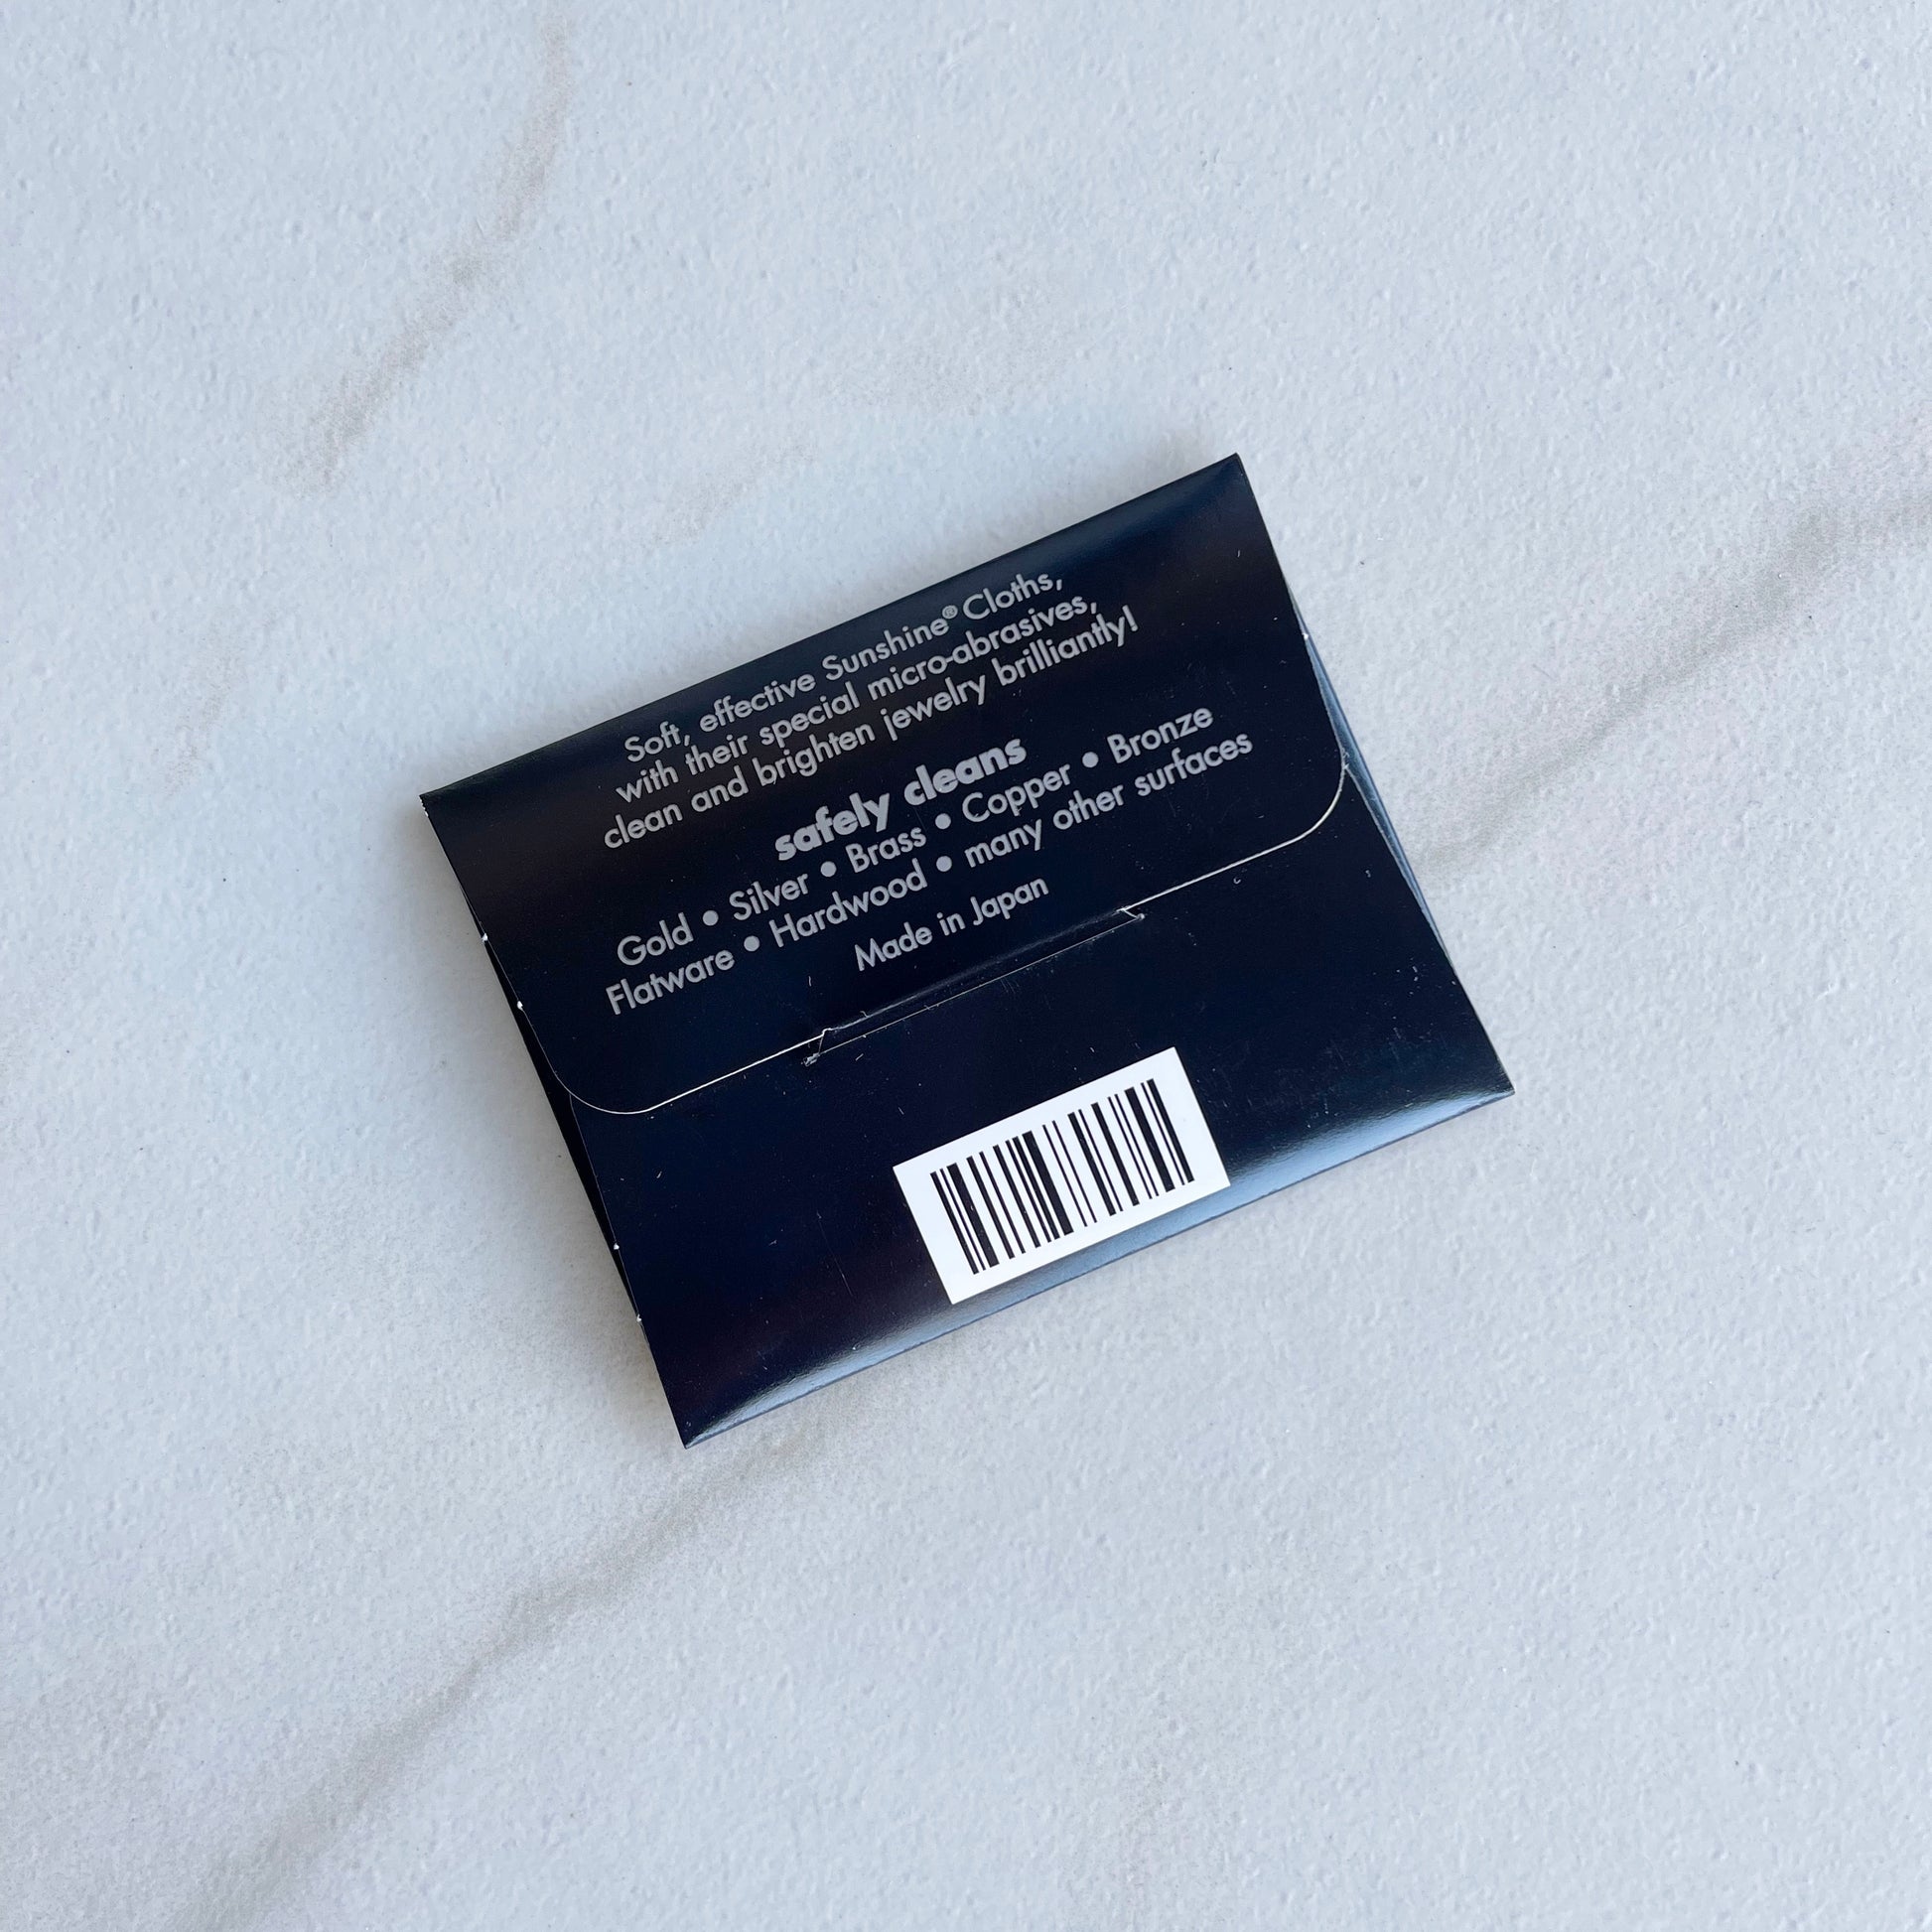 Soft, effective Sunshine® Cloths,
with their special micro-abrasives,
clean and brighten jewelry brilliantly!
safely cleans
Gold • Silver • Brass • Copper • Bronze
Flatware • Hardwood • many other surfaces
Made in Japan